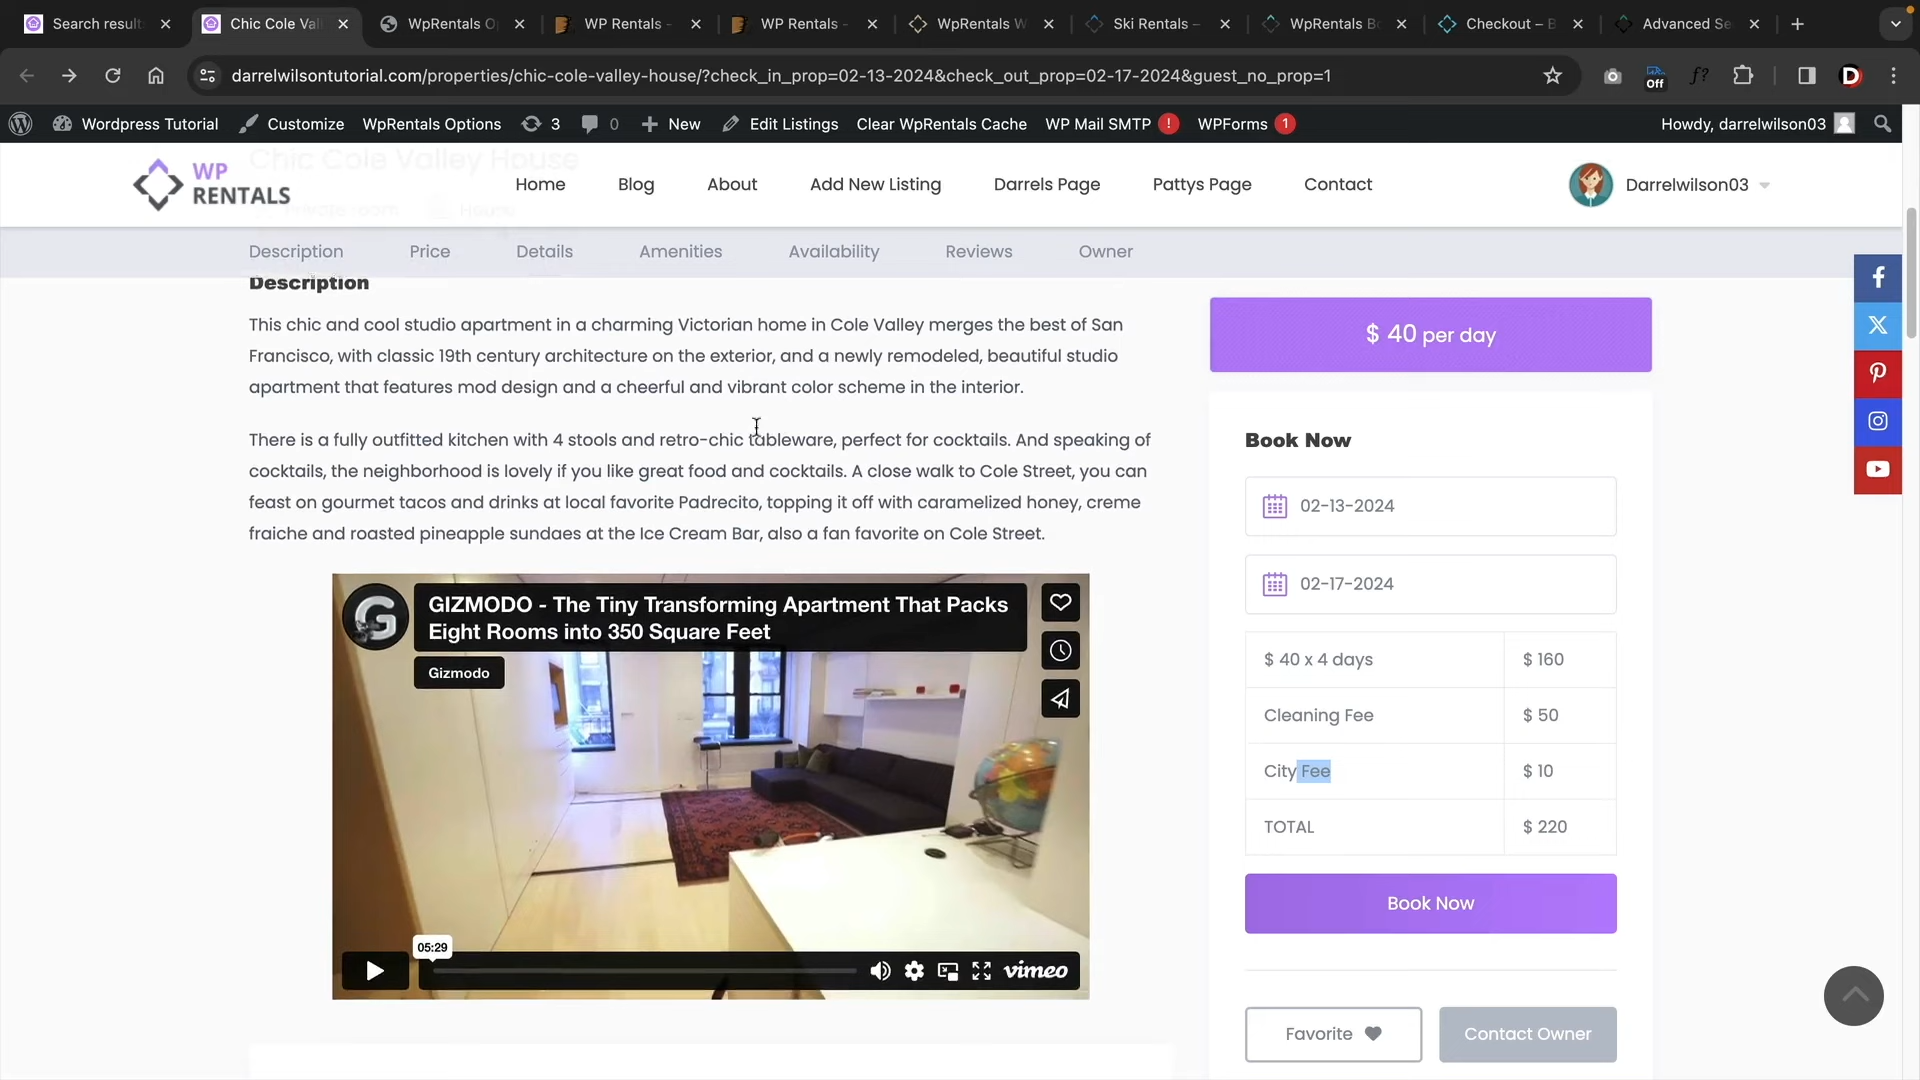 Search result
Chic Cole Val
WpRentals O
WP Rentals -
WP Rentals -
WpRentals W
Ski Rentals –
WpRentals B
Checkout – B
Advanced Se
darrelwilsontutorial.com/properties/chic-cole-valley-house/?check_in_prop=02-13-2024&check_out_prop=02-17-2024&guest_no_prop=1
Off
f?
D
Wordpress Tutorial
Customize
WpRentals Options
3
0
New
Edit Listings
Clear WpRentals Cache
WP Mail SMTP !
WPForms 1
Howdy, darrelwilson03
Chic Cole Valley House
WP
RENTALS
Home
Blog
About
Add New Listing
Darrels Page
Pattys Page
Contact
Darrelwilson03
Description
Price
Details
Amenities
Availability
Reviews
Owner
Description
This chic and cool studio apartment in a charming Victorian home in Cole Valley merges the best of San
Francisco, with classic 19th century architecture on the exterior, and a newly remodeled, beautiful studio
apartment that features mod design and a cheerful and vibrant color scheme in the interior.
There is a fully outfitted kitchen with 4 stools and retro-chic tableware, perfect for cocktails. And speaking of
cocktails, the neighborhood is lovely if you like great food and cocktails. A close walk to Cole Street, you can
feast on gourmet tacos and drinks at local favorite Padrecito, topping it off with caramelized honey, creme
fraiche and roasted pineapple sundaes at the Ice Cream Bar, also a fan favorite on Cole Street.
GIZMODO - The Tiny Transforming Apartment That Packs
Eight Rooms into 350 Square Feet
Gizmodo
05:29
vimeo
$ 40 per day
Book Now
02-13-2024
02-17-2024
$ 40 x 4 days $ 160
Cleaning Fee $ 50
City Fee $ 10
TOTAL $ 220
Book Now
Favorite
Contact Owner